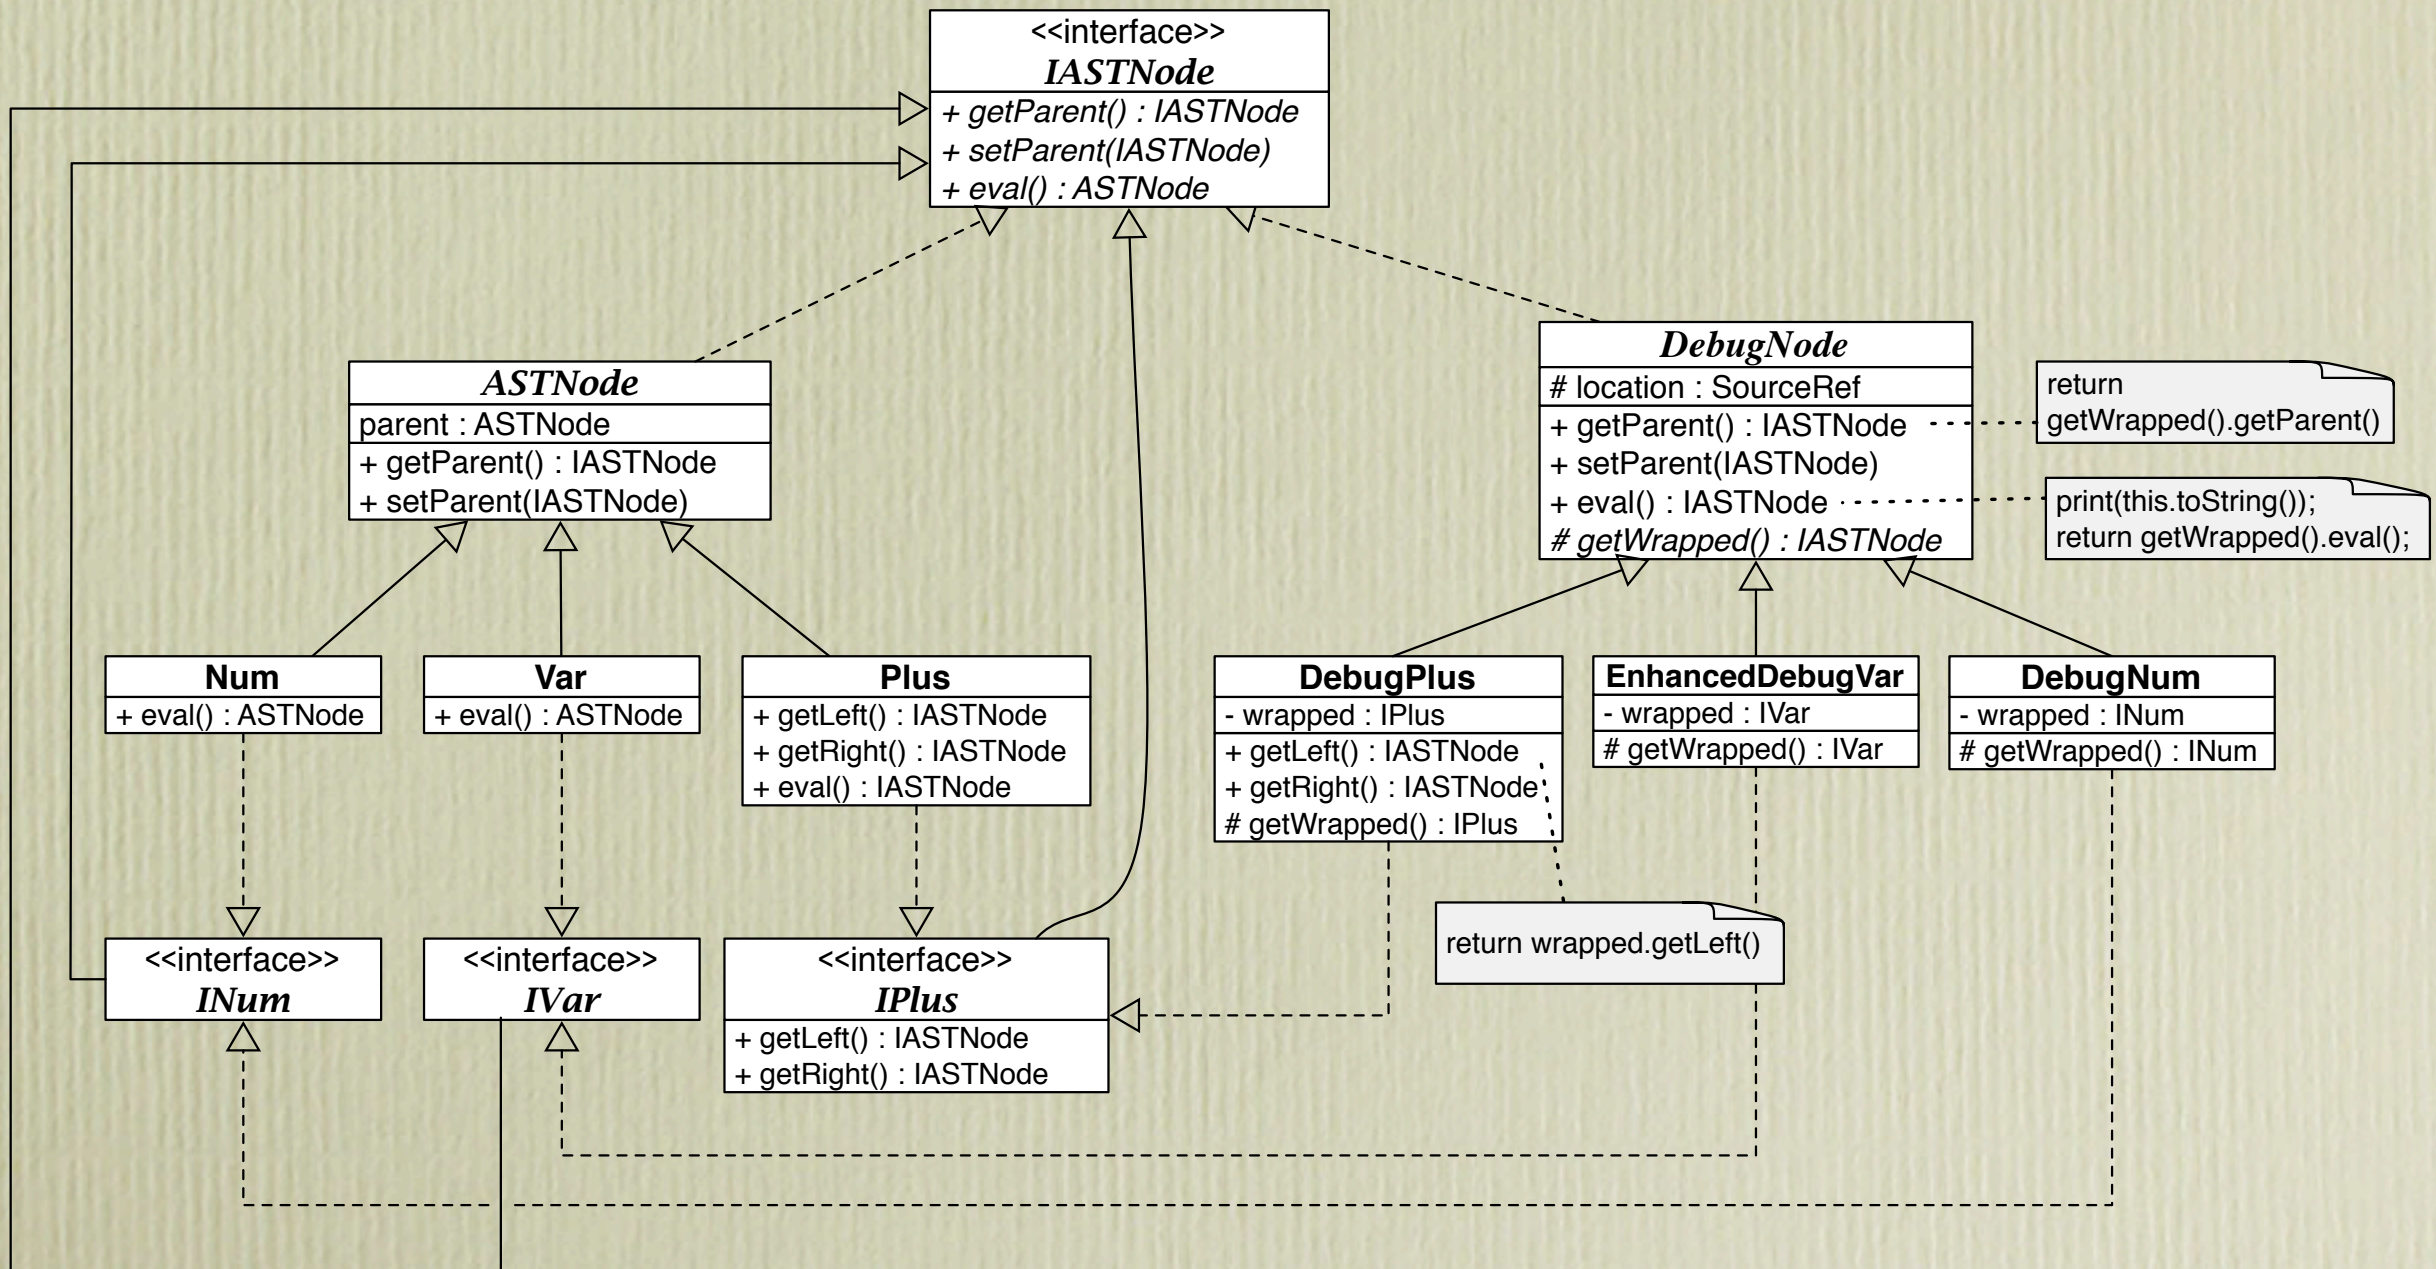 <<interface>>
IASTNode
+ getParent() : IASTNode
+ setParent(IASTNode)
+ eval() : ASTNode
ASTNode
parent : ASTNode
+ getParent() : IASTNode
+ setParent(IASTNode)
DebugNode
# location : SourceRef
+ getParent() : IASTNode
+ setParent(IASTNode)
+ eval() : IASTNode
# getWrapped() : IASTNode
return
getWrapped().getParent()
print(this.toString());
return getWrapped().eval();
Num
+ eval() : ASTNode
Var
+ eval() : ASTNode
Plus
+ getLeft() : IASTNode
+ getRight() : IASTNode
+ eval() : IASTNode
DebugPlus
- wrapped : IPlus
+ getLeft() : IASTNode
+ getRight() : IASTNode
# getWrapped() : IPlus
EnhancedDebugVar
- wrapped : IVar
# getWrapped() : IVar
DebugNum
- wrapped : INum
# getWrapped() : INum
return wrapped.getLeft()
<<interface>>
INum
<<interface>>
IVar
<<interface>>
IPlus
+ getLeft() : IASTNode
+ getRight() : IASTNode